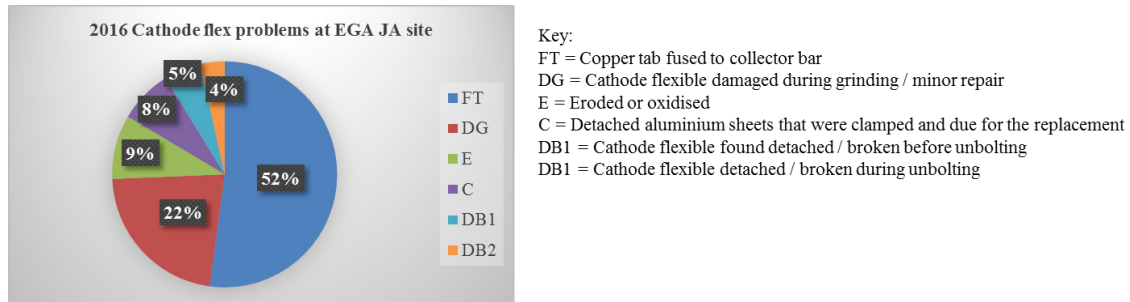 2016 Cathode flex problems at EGA JA site
5%
4%
8%
9%
52%
22%
FT
DG
E
C
DB1
DB2
Key:
FT = Copper tab fused to collector bar
DG = Cathode flexible damaged during grinding / minor repair
E = Eroded or oxidised
C = Detached aluminium sheets that were clamped and due for the replacement
DB1 = Cathode flexible found detached / broken before unbolting
DB1 = Cathode flexible detached / broken during unbolting